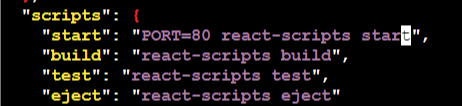 "scripts": {
"start": "PORT=80 react-scripts start",
"build": "react-scripts build",
"test": "react-scripts test",
"eject": "react-scripts eject"